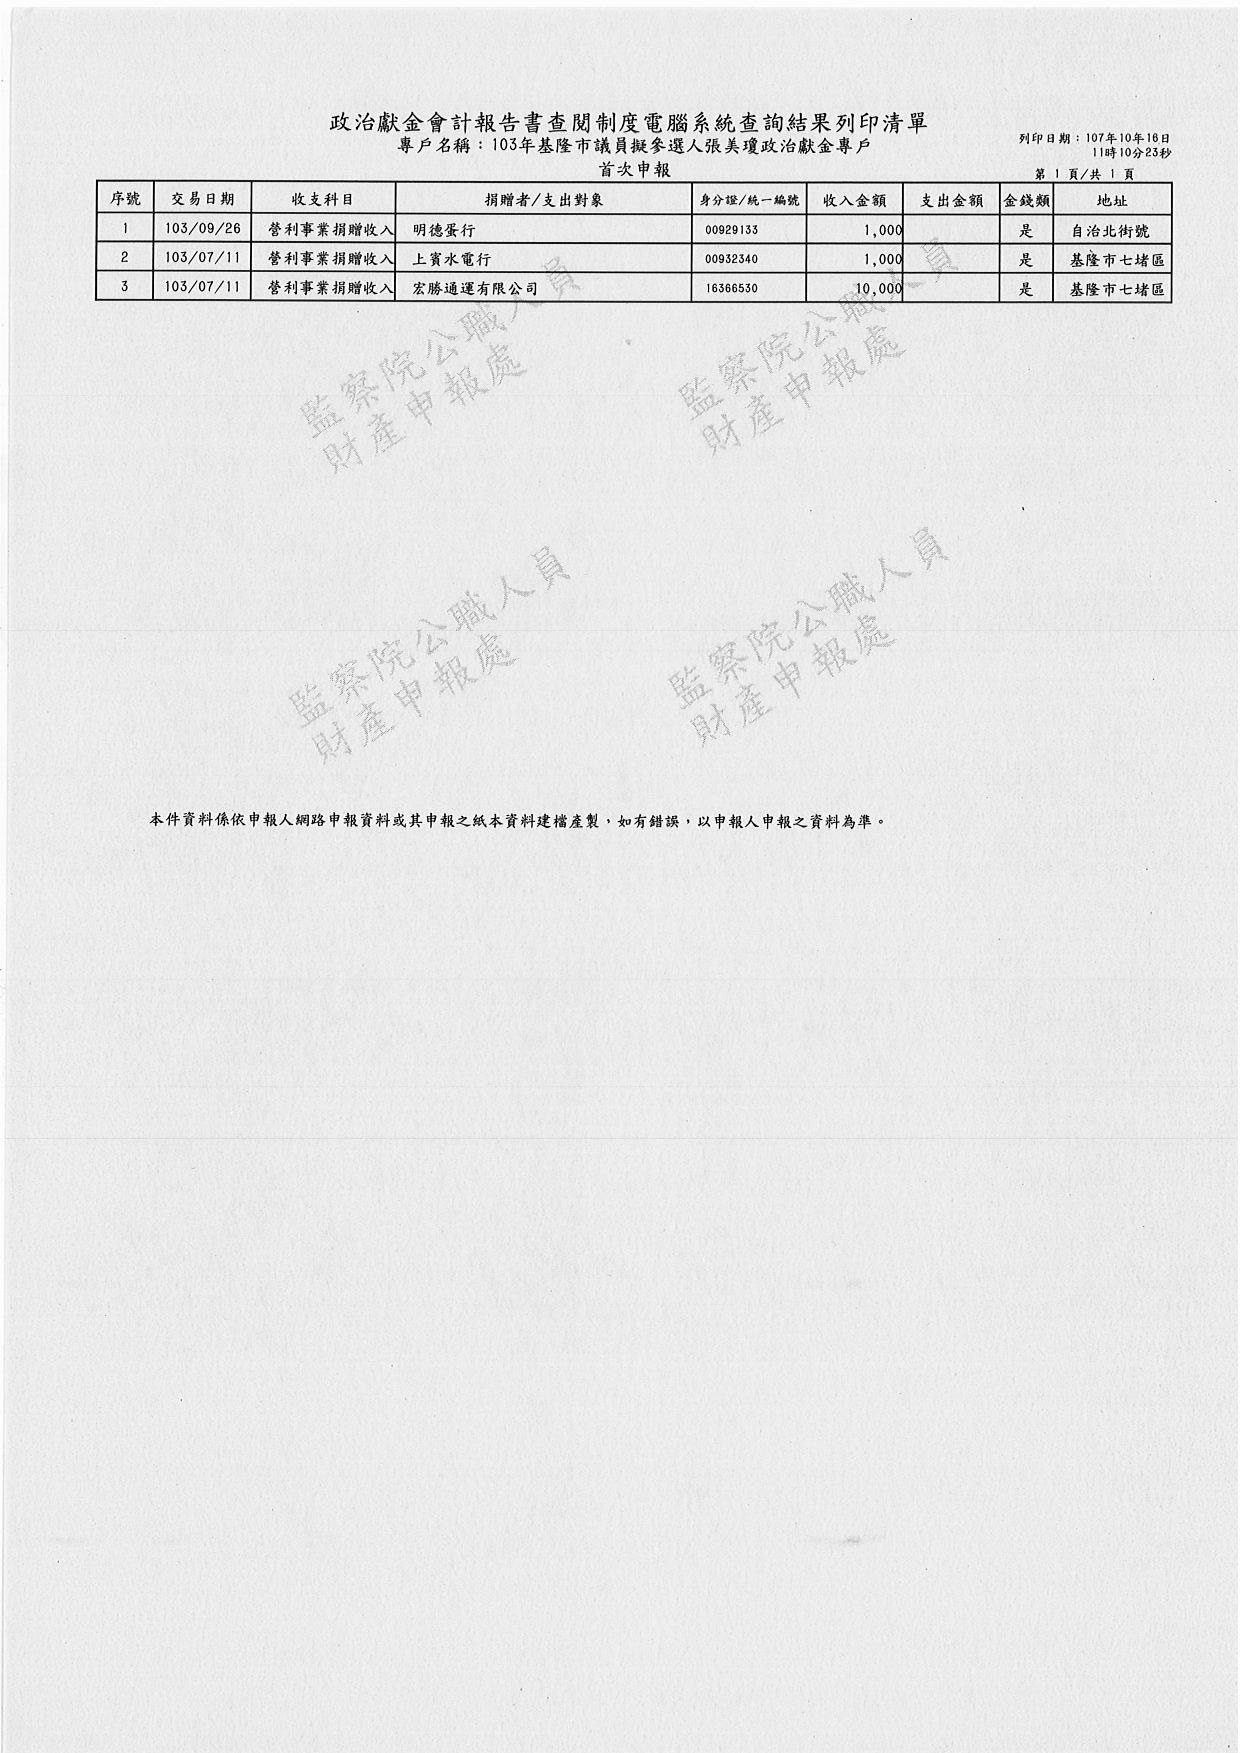 政治獻金會計報告書查閱制度電腦系統查詢結果列印清單
專戶名稱：103年基隆市議員擬參選人張美瓊政治獻金專戶
首次申報
列印日期：107年10年16日
11時10分23秒
第 1 頁/共 1 頁
序號 交易日期 收支科目 捐贈者/支出對象 身分證/統一編號 收入金額 支出金額 金錢類 地址
1 103/09/26 營利事業捐贈收入 明德蛋行 00929133 1,000 是 自治北街號
2 103/07/11 營利事業捐贈收入 上賓水電行 00932340 1,000 是 基隆市七堵區
3 103/07/11 營利事業捐贈收入 宏勝通運有限公司 16366530 10,000 是 基隆市七堵區
監察院公職人員
財產申報處
監察院公職人員
財產申報處
監察院公職人員
財產申報處
監察院公職人員
財產申報處
本件資料係依申報人網路申報資料或其申報之紙本資料建檔產製，如有錯誤，以申報人申報之資料為準。